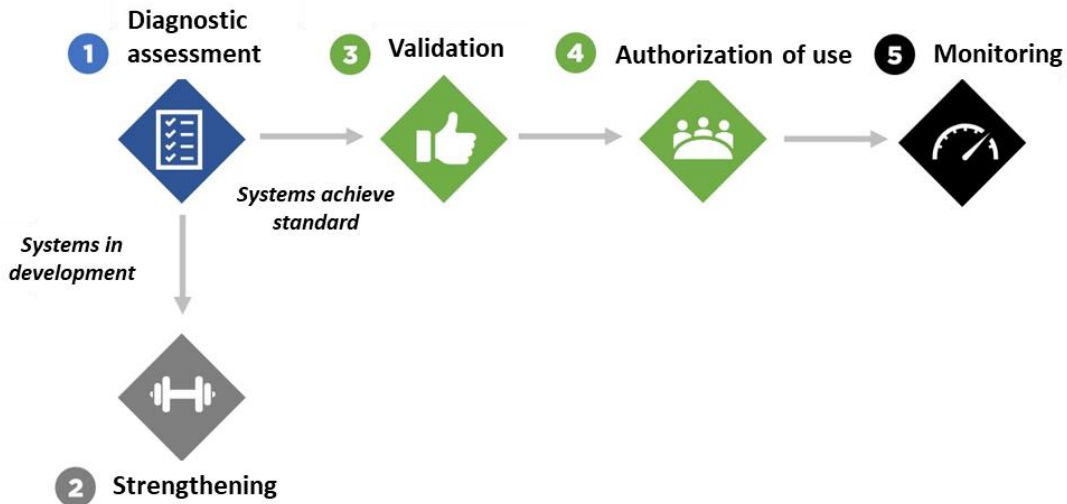 1
Diagnostic
assessment
3
Validation
4
Authorization of use
5
Monitoring
Systems achieve
standard
Systems in
development
2
Strengthening